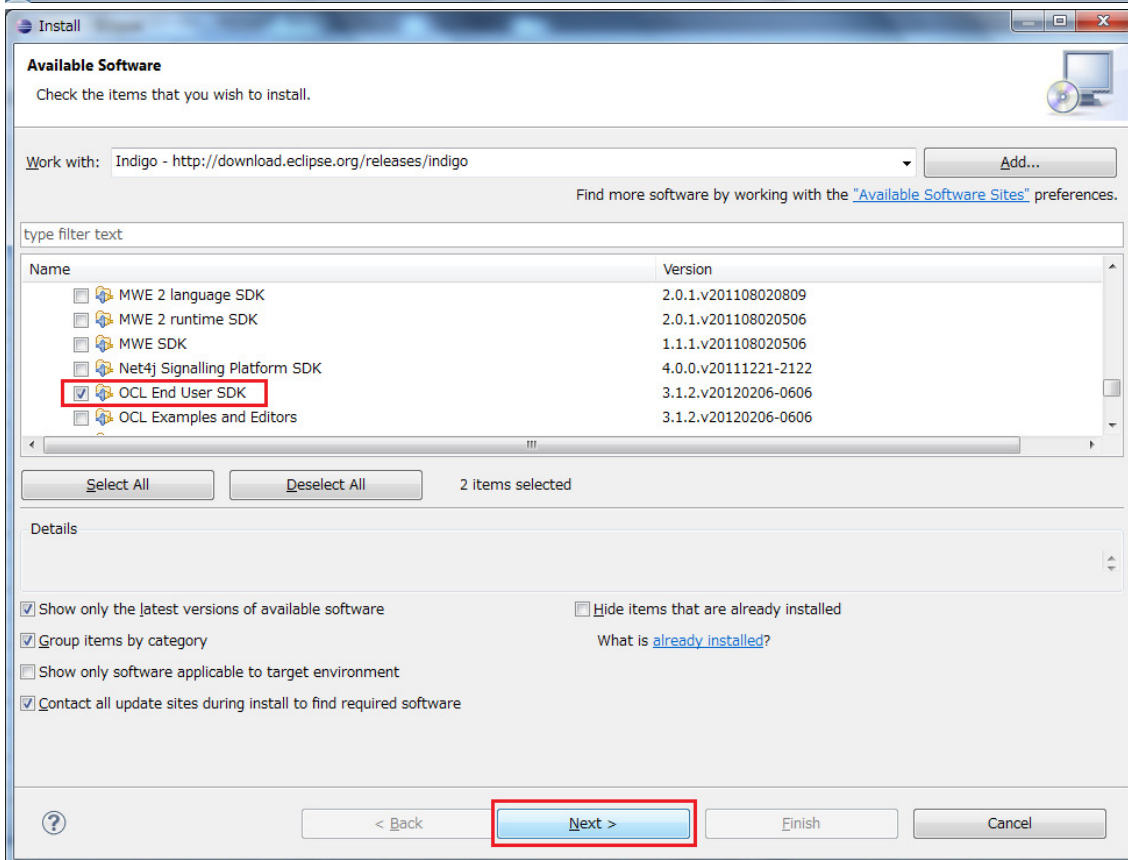 Install
Available Software
Check the items that you wish to install.
Work with: Indigo - http://download.eclipse.org/releases/indigo Add...
Find more software by working with the "Available Software Sites" preferences.
type filter text
Name Version
MWE 2 language SDK 2.0.1.v201108020809
MWE 2 runtime SDK 2.0.1.v201108020506
MWE SDK 1.1.1.v201108020506
Net4j Signalling Platform SDK 4.0.0.v20111221-2122
OCL End User SDK 3.1.2.v20120206-0606
OCL Examples and Editors 3.1.2.v20120206-0606
Select All Deselect All 2 items selected
Details
Show only the latest versions of available software Hide items that are already installed
Group items by category What is already installed?
Show only software applicable to target environment
Contact all update sites during install to find required software
? < Back Next > Finish Cancel